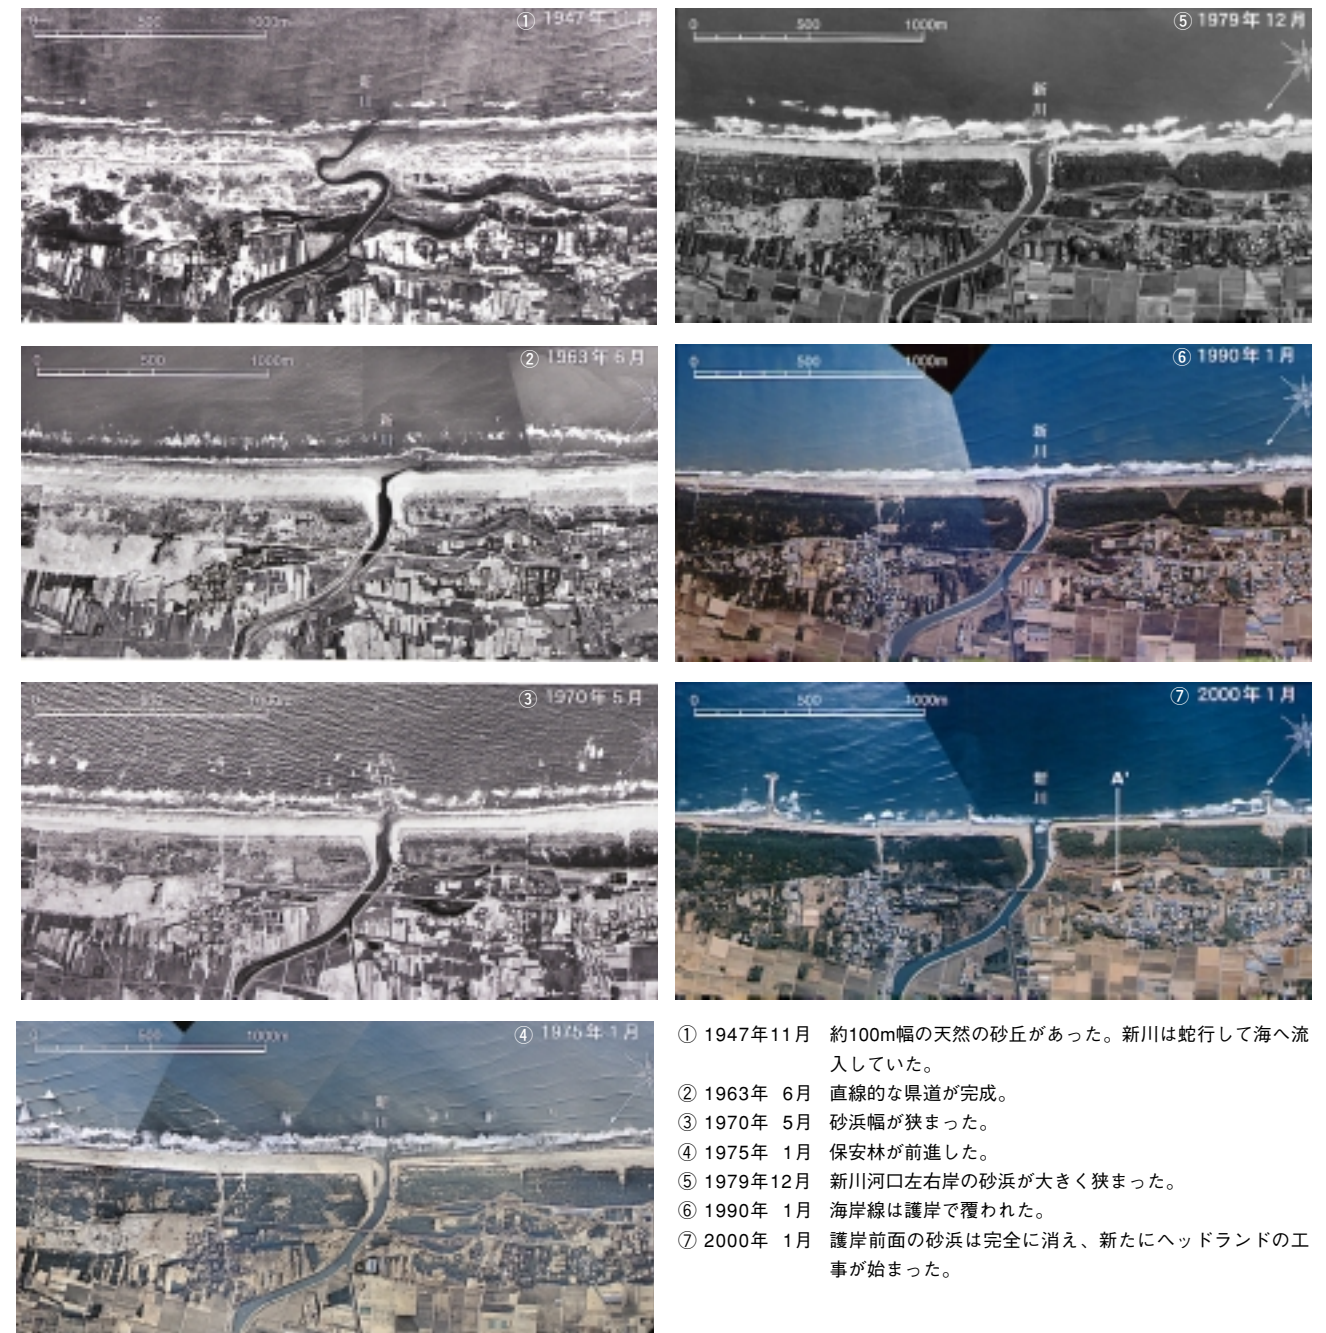 0 500 1000m ① 1947年11月
新
川
0 500 1000m ② 1963年6月
新
川
0 500 1000m ③ 1970年5月
0 500 1000m ④ 1975年1月
新
川
0 500 1000m ⑤ 1979年12月
新
川
0 500 1000m ⑥ 1990年1月
新
川
0 500 1000m ⑦ 2000年1月
新
川
A'
A
① 1947年11月 約100m幅の天然の砂丘があった。新川は蛇行して海へ流
入していた。
② 1963年 6月 直線的な県道が完成。
③ 1970年 5月 砂浜幅が狭まった。
④ 1975年 1月 保安林が前進した。
⑤ 1979年12月 新川河口左右岸の砂浜が大きく狭まった。
⑥ 1990年 1月 海岸線は護岸で覆われた。
⑦ 2000年 1月 護岸前面の砂浜は完全に消え、新たにヘッドランドの工
事が始まった。